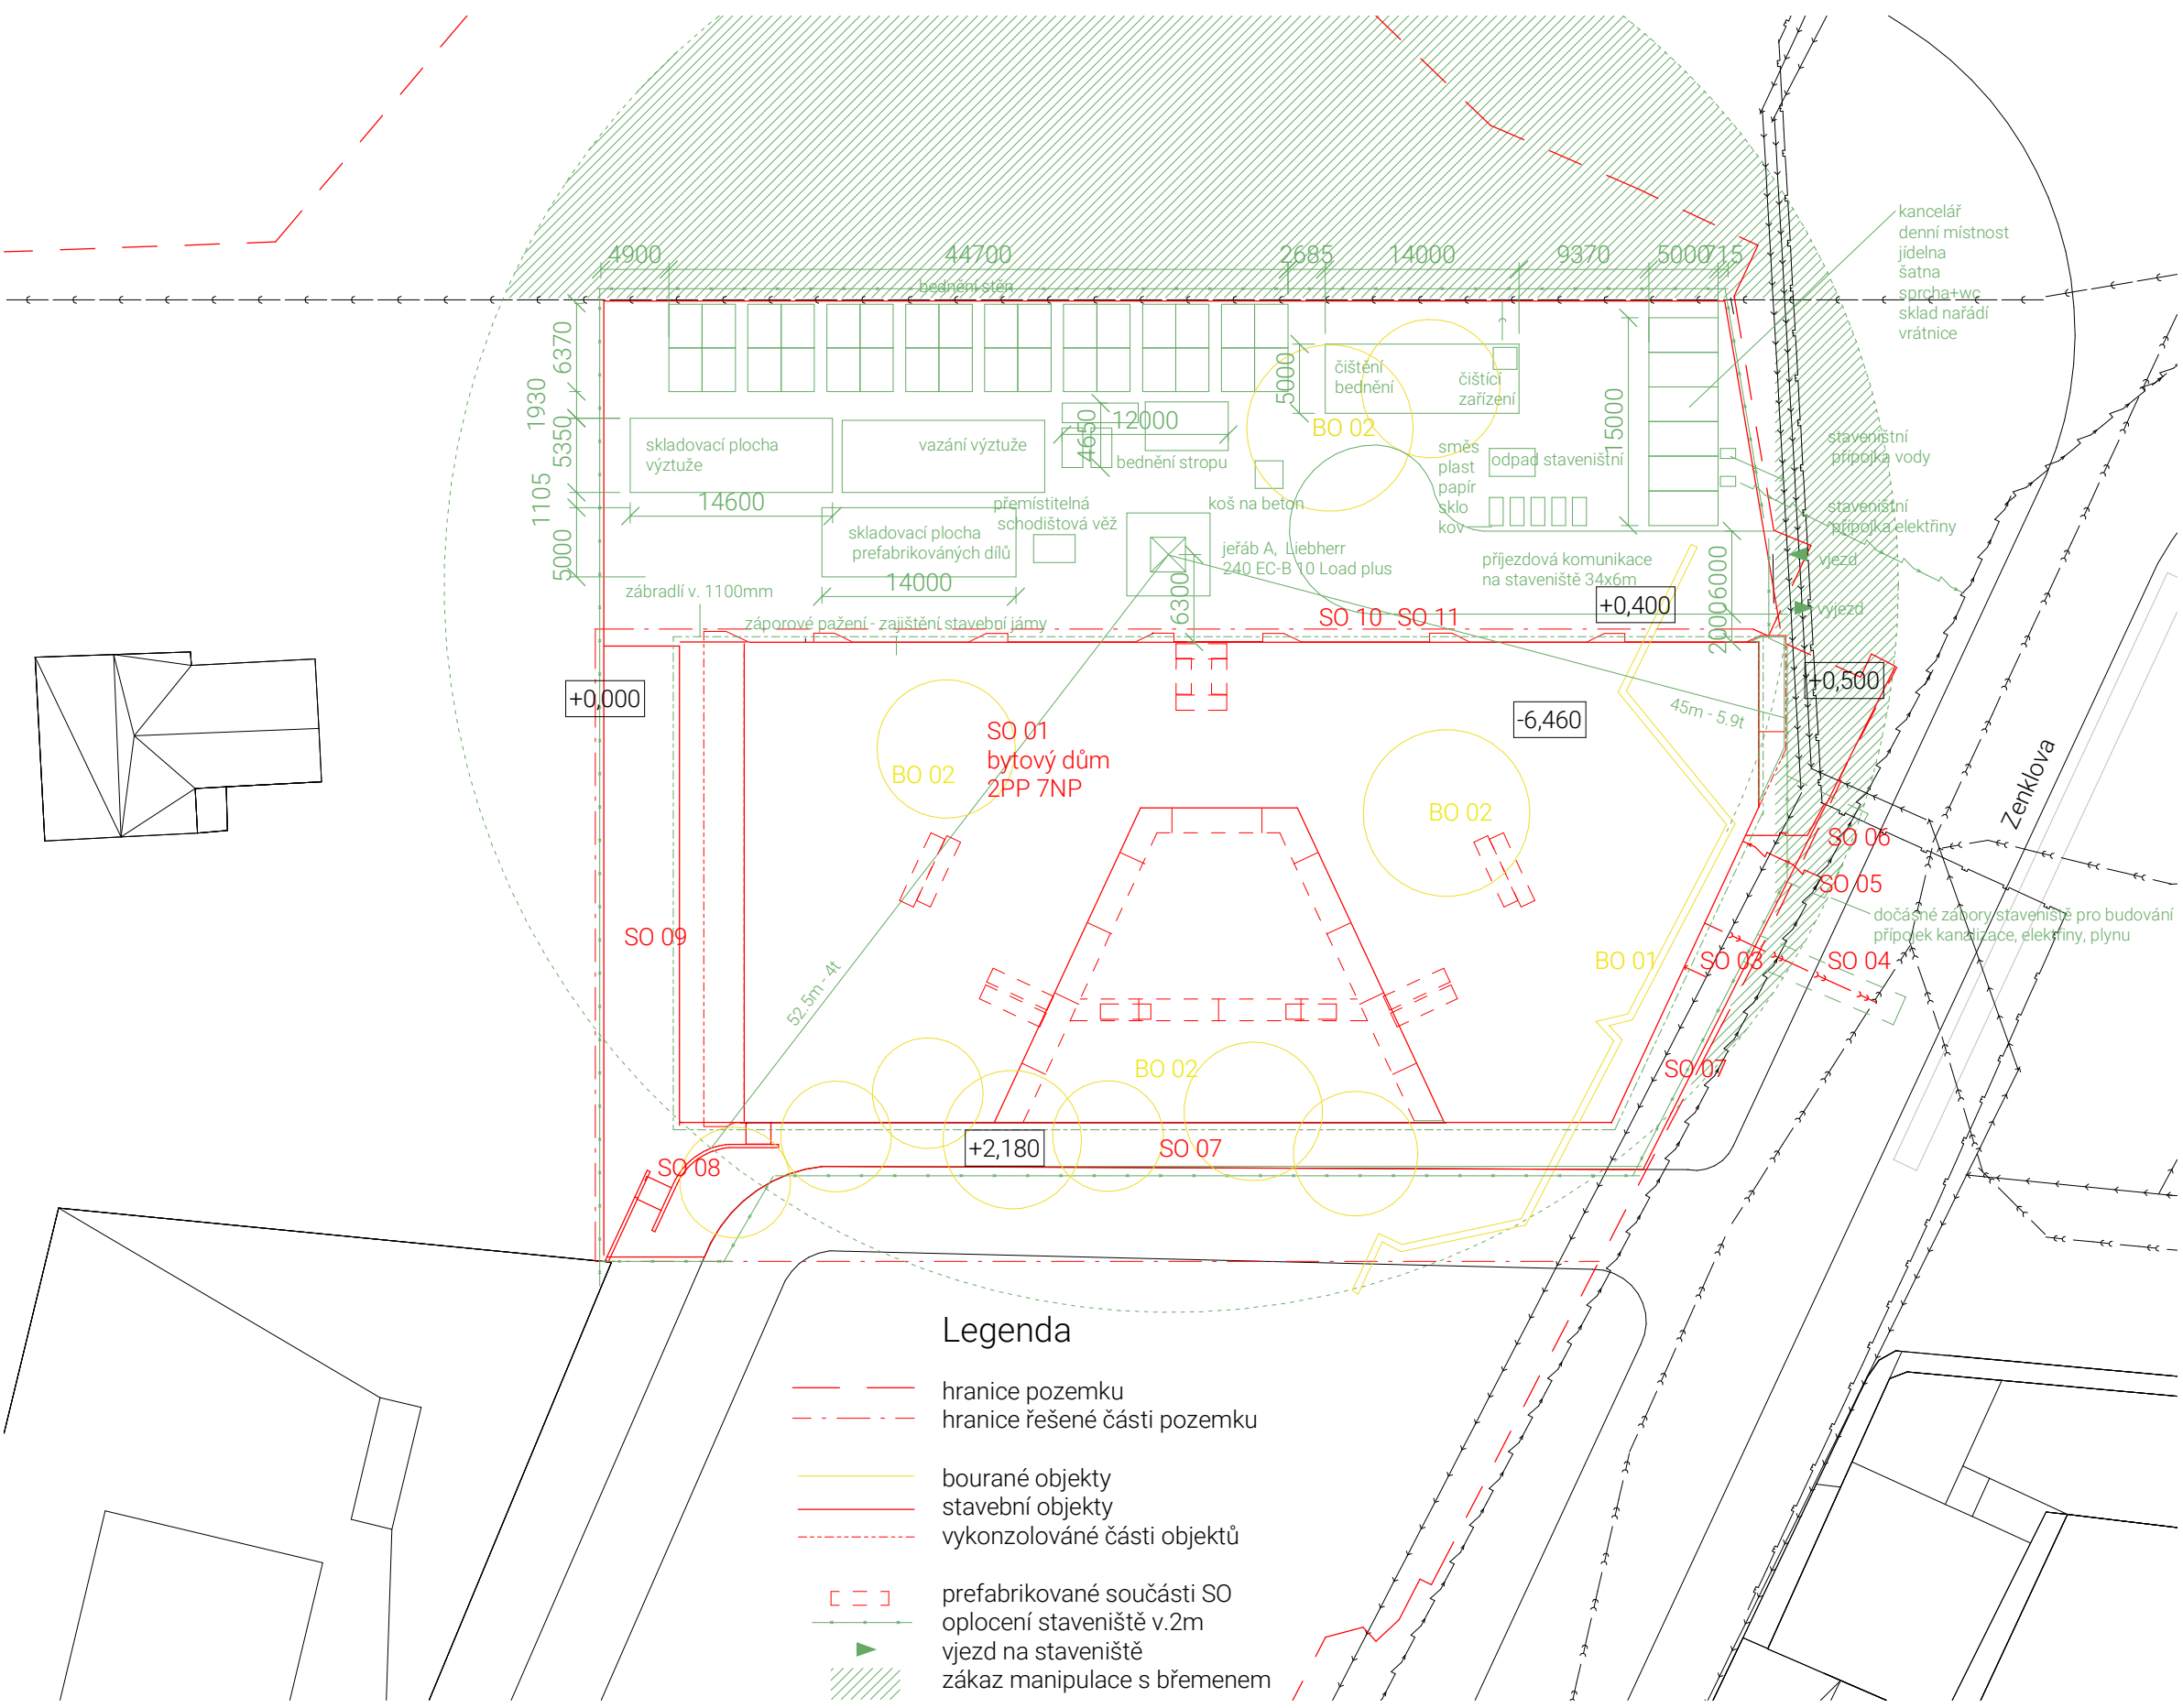 4900 44700 2685 14000 9370 5000 715
bednění stěn
kancelář
denní místnost
jídelna
šatna
sprcha+wc
sklad nářadí
vrátnice
6370
1930
5350
1105
5000
čištění
bednění
čištící
zařízení
5000
BO 02
15000
skladovací plocha
výztuže
14600
vazání výztuže
4650
12000
bednění stropu
směs
plast
papír
sklo
kov
odpad staveništní
staveništní
přípojka vody
staveništní
přípojka elektřiny
přemístitelná
schodištová věž
koš na beton
skladovací plocha
prefabrikováných dílů
14000
jeřáb A, Liebherr
240 EC-B 10 Load plus
6300
příjezdová komunikace
na staveniště 34x6m
6000
2000
vjezd
výjezd
zábradlí v. 1100mm
záporové pažení - zajištění stavební jámy
SO 10 SO 11
+0,400
+0,000
+0,500
-6,460
45m - 5.9t
SO 01
bytový dům
2PP 7NP
BO 02
BO 02
Zenklova
SO 06
SO 05
dočasné zábory staveniště pro budování
přípojek kanalizace, elektřiny, plynu
SO 09
BO 01
SO 03
SO 04
52.5m - 4t
BO 02
SO 07
+2,180
SO 07
SO 08
Legenda
hranice pozemku
hranice řešené části pozemku
bourané objekty
stavební objekty
vykonzolováné části objektů
prefabrikované součásti SO
oplocení staveniště v.2m
vjezd na staveniště
zákaz manipulace s břemenem